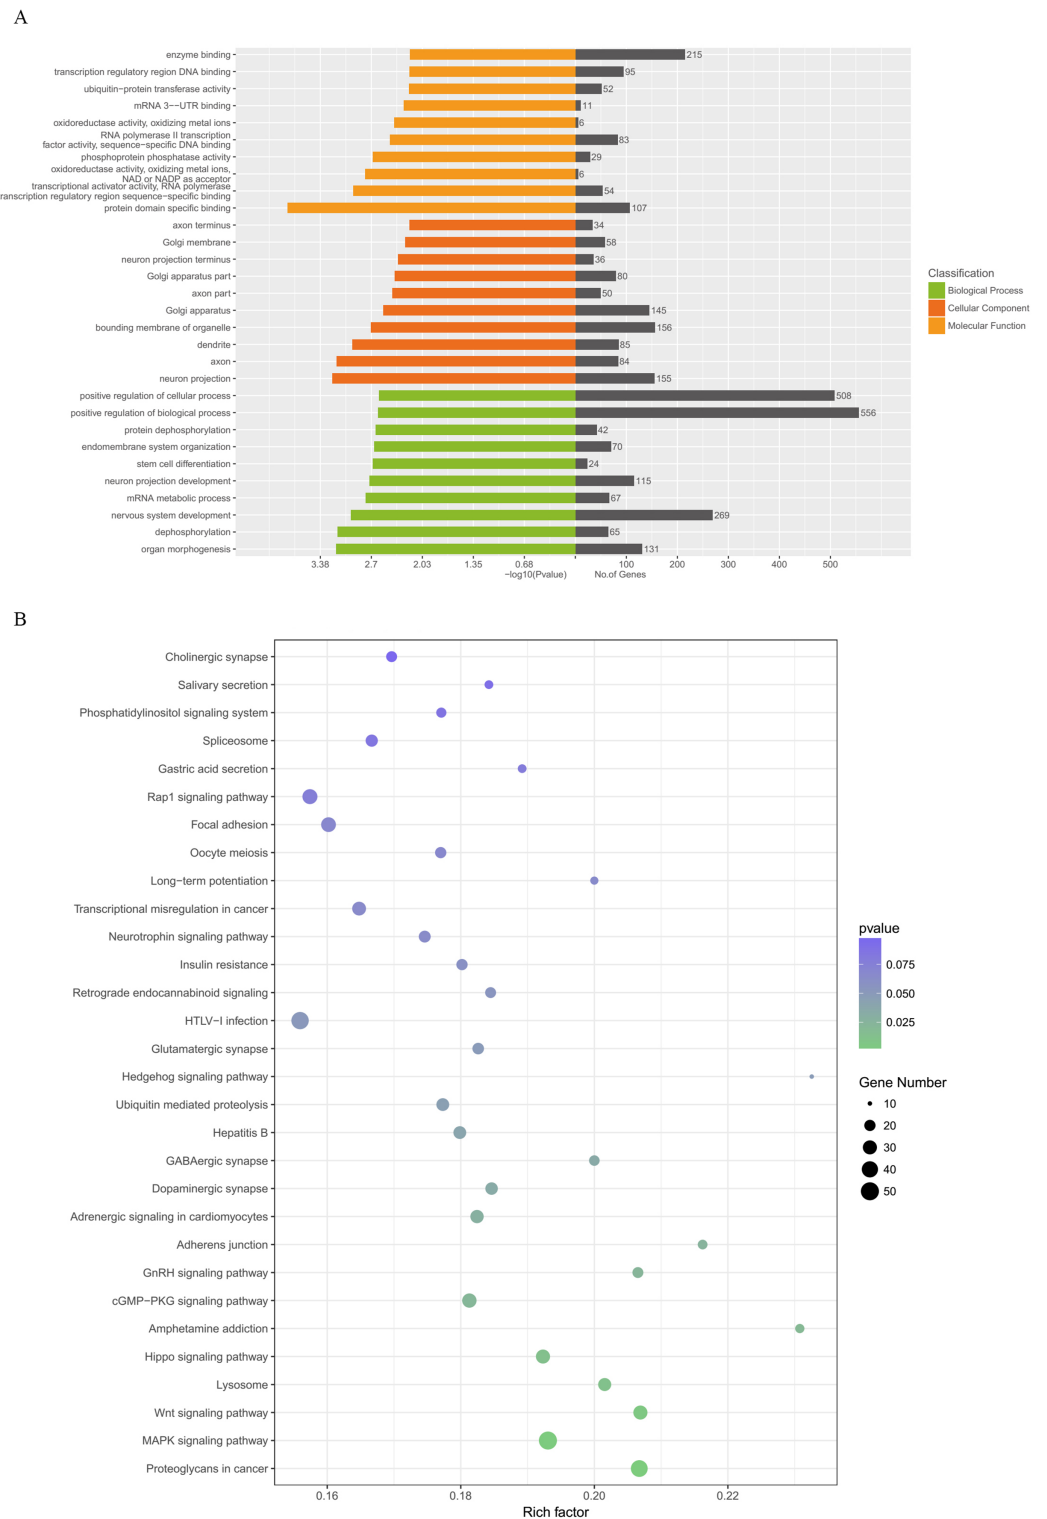 A
enzyme binding
215
transcription regulatory region DNA binding
95
ubiquitin−protein transferase activity
52
mRNA 3−−UTR binding
11
oxidoreductase activity, oxidizing metal ions
6
RNA polymerase II transcription
factor activity, sequence−specific DNA binding
83
phosphoprotein phosphatase activity
29
oxidoreductase activity, oxidizing metal ions,
NAD or NADP as acceptor
6
transcriptional activator activity, RNA polymerase
transcription regulatory region sequence−specific binding
54
protein domain specific binding
107
axon terminus
34
Golgi membrane
58
neuron projection terminus
36
Golgi apparatus part
80
axon part
50
Golgi apparatus
145
bounding membrane of organelle
156
dendrite
85
axon
84
neuron projection
155
positive regulation of cellular process
508
positive regulation of biological process
556
protein dephosphorylation
42
endomembrane system organization
70
stem cell differentiation
24
neuron projection development
115
mRNA metabolic process
67
nervous system development
269
dephosphorylation
65
organ morphogenesis
131
3.38 2.7 2.03 1.35 0.68 100 200 300 400 500
−log10(Pvalue) No.of Genes
Classification
Biological Process
Cellular Component
Molecular Function
B
Cholinergic synapse
Salivary secretion
Phosphatidylinositol signaling system
Spliceosome
Gastric acid secretion
Rap1 signaling pathway
Focal adhesion
Oocyte meiosis
Long−term potentiation
Transcriptional misregulation in cancer
Neurotrophin signaling pathway
Insulin resistance
Retrograde endocannabinoid signaling
HTLV−I infection
Glutamatergic synapse
Hedgehog signaling pathway
Ubiquitin mediated proteolysis
Hepatitis B
GABAergic synapse
Dopaminergic synapse
Adrenergic signaling in cardiomyocytes
Adherens junction
GnRH signaling pathway
cGMP−PKG signaling pathway
Amphetamine addiction
Hippo signaling pathway
Lysosome
Wnt signaling pathway
MAPK signaling pathway
Proteoglycans in cancer
0.16 0.18 0.20 0.22
Rich factor
pvalue
0.075
0.050
0.025
Gene Number
10
20
30
40
50